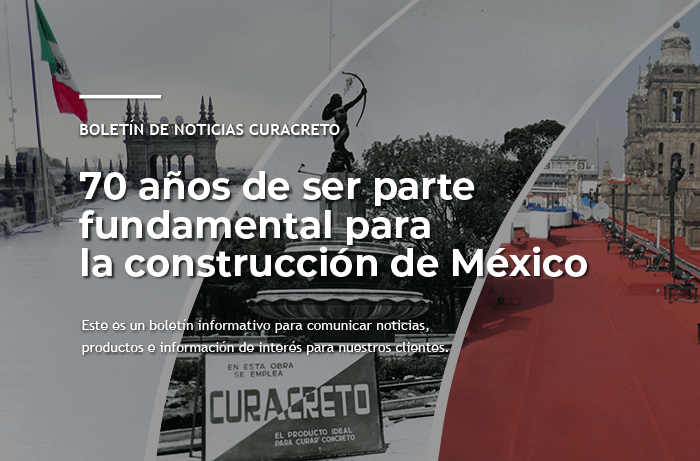 BOLETÍN DE NOTICIAS CURACRETO
70 años de ser parte
fundamental para
la construcción de México
Este es un boletín informativo para comunicar noticias,
productos e información de interés para nuestros clientes.
EN ESTA OBRA
SE EMPLEA
CURACRETO
EL PRODUCTO IDEAL
PARA CURAR CONCRETO